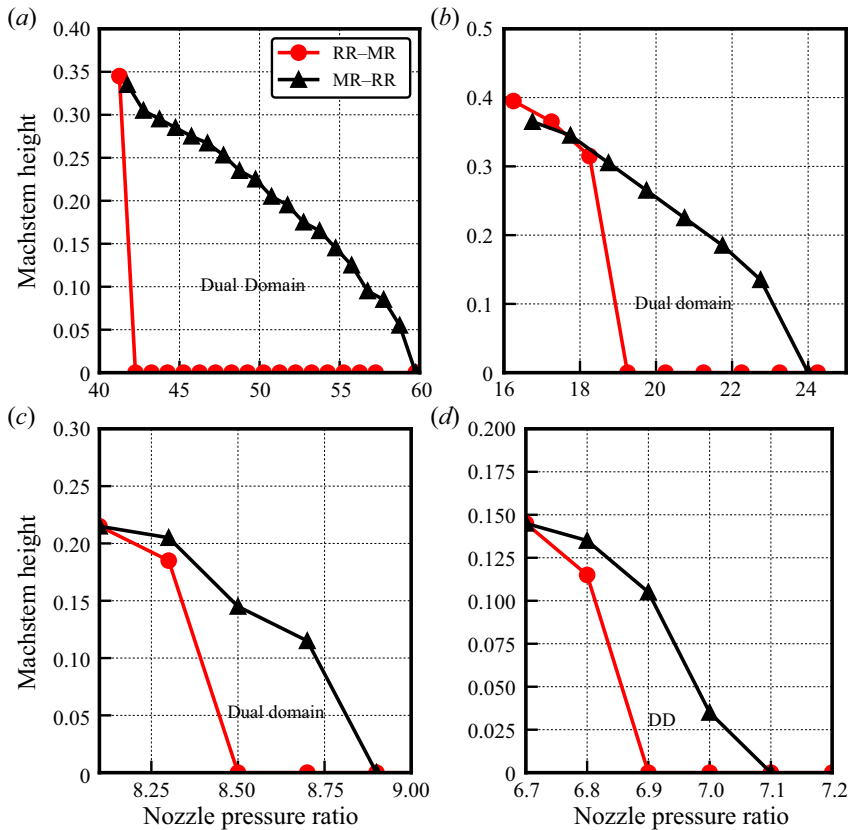 (a)
0.40
0.35
0.30
0.25
0.20
0.15
0.10
0.05
0
Machstem height
RR–MR
MR–RR
Dual Domain
40 45 50 55 60
(b)
0.5
0.4
0.3
0.2
0.1
0
Dual domain
16 18 20 22 24
(c)
0.30
0.25
0.20
0.15
0.10
0.05
0
Machstem height
Dual domain
8.25 8.50 8.75 9.00
Nozzle pressure ratio
(d)
0.200
0.175
0.150
0.125
0.100
0.075
0.050
0.025
0
DD
6.7 6.8 6.9 7.0 7.1 7.2
Nozzle pressure ratio